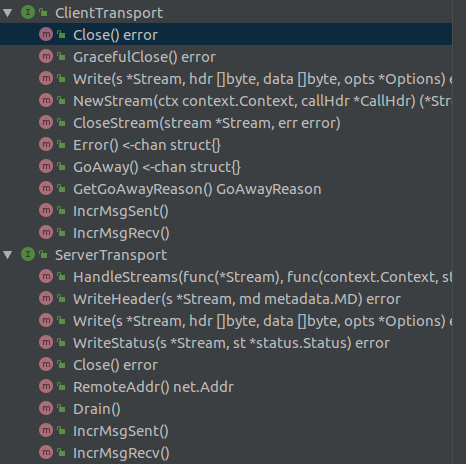 ClientTransport
Close() error
GracefulClose() error
Write(s *Stream, hdr []byte, data []byte, opts *Options) e
NewStream(ctx context.Context, callHdr *CallHdr) (*Stre
CloseStream(stream *Stream, err error)
Error() <-chan struct{}
GoAway() <-chan struct{}
GetGoAwayReason() GoAwayReason
IncrMsgSent()
IncrMsgRecv()
ServerTransport
HandleStreams(func(*Stream), func(context.Context, st
WriteHeader(s *Stream, md metadata.MD) error
Write(s *Stream, hdr []byte, data []byte, opts *Options) e
WriteStatus(s *Stream, st *status.Status) error
Close() error
RemoteAddr() net.Addr
Drain()
IncrMsgSent()
IncrMsgRecv()